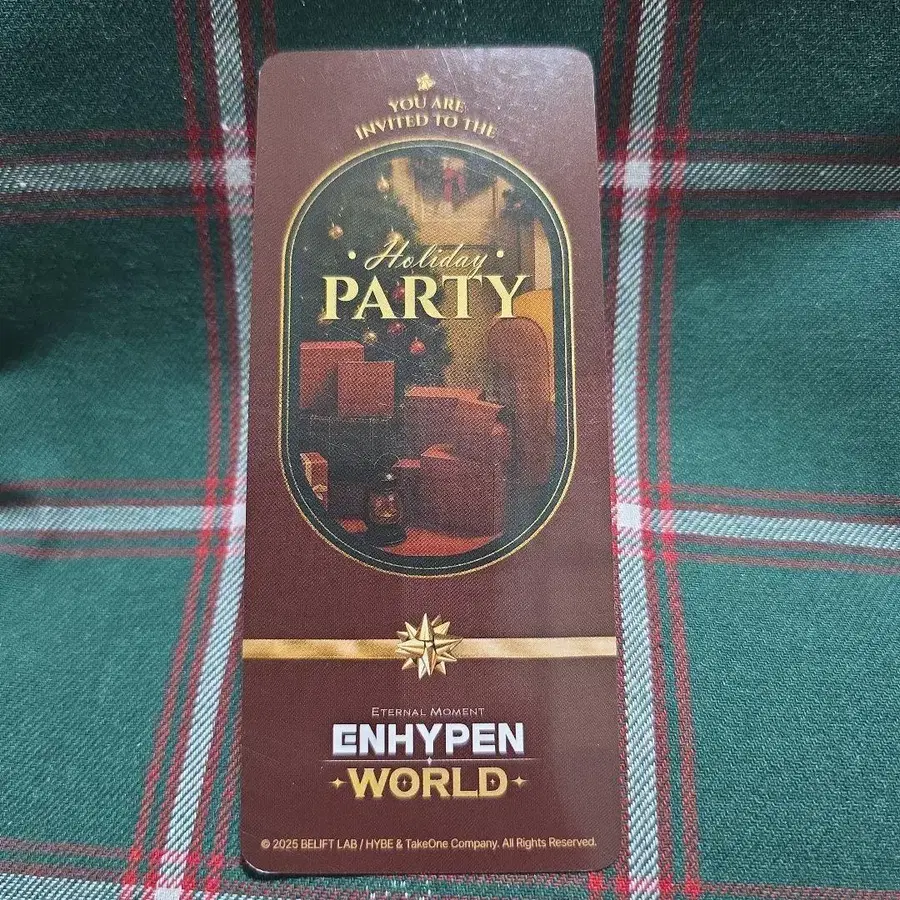 YOU ARE
INVITED TO THE
• Holiday •
PARTY
ETERNAL MOMENT
ENHYPEN
WORLD
© 2025 BELIFT LAB / HYBE & TakeOne Company. All Rights Reserved.